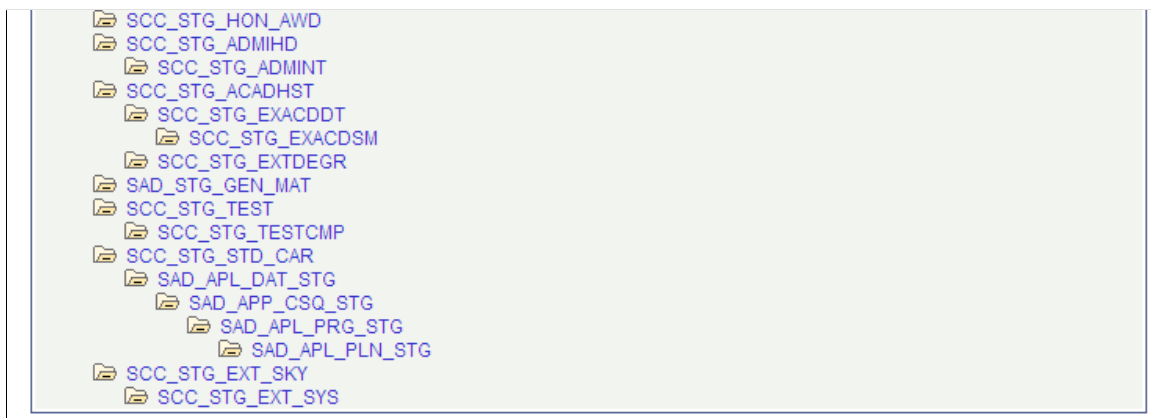 SCC_STG_HON_AWD
SCC_STG_ADMIHD
SCC_STG_ADMINT
SCC_STG_ACADHST
SCC_STG_EXACDDT
SCC_STG_EXACDSM
SCC_STG_EXTDEGR
SAD_STG_GEN_MAT
SCC_STG_TEST
SCC_STG_TESTCMP
SCC_STG_STD_CAR
SAD_APL_DAT_STG
SAD_APP_CSQ_STG
SAD_APL_PRG_STG
SAD_APL_PLN_STG
SCC_STG_EXT_SKY
SCC_STG_EXT_SYS